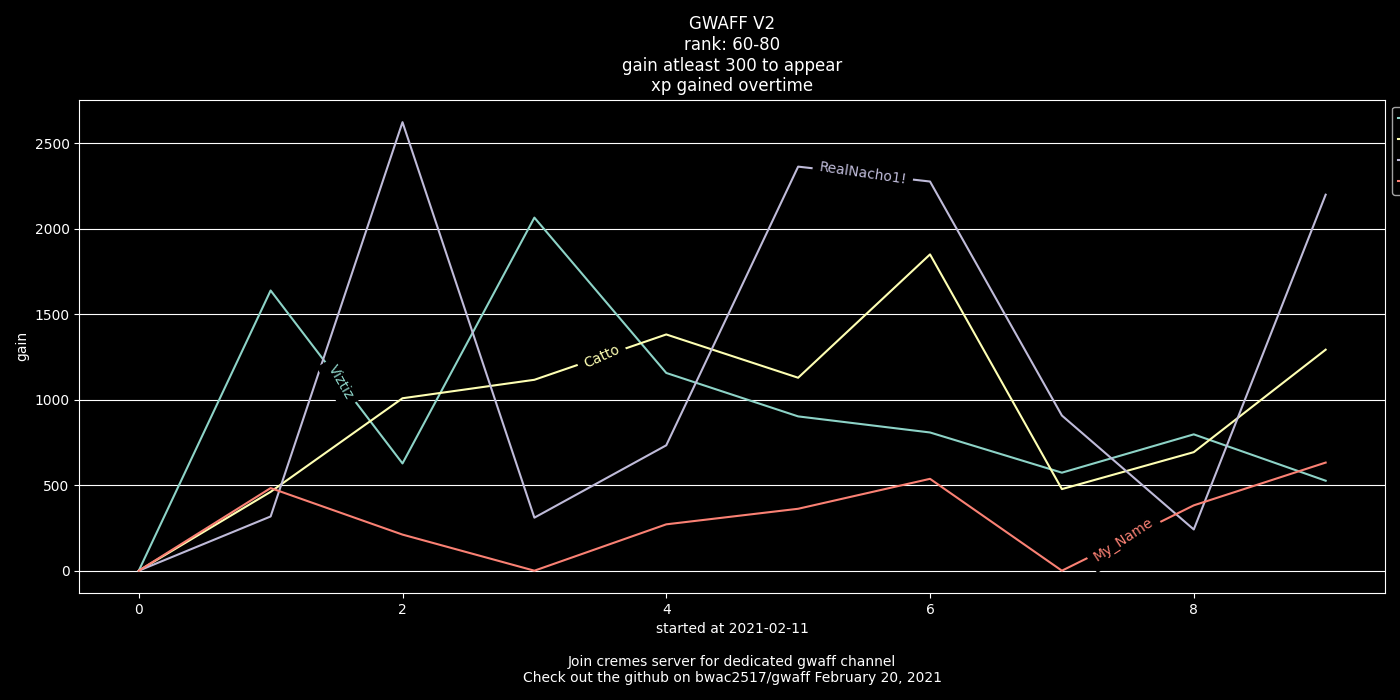 GWAFF V2
rank: 60-80
gain atleast 300 to appear
xp gained overtime
2500
2000
1500
1000
500
0
gain
RealNacho1!
Catto
Viztiz
My_Name
0
2
4
6
8
started at 2021-02-11
Join cremes server for dedicated gwaff channel
Check out the github on bwac2517/gwaff February 20, 2021